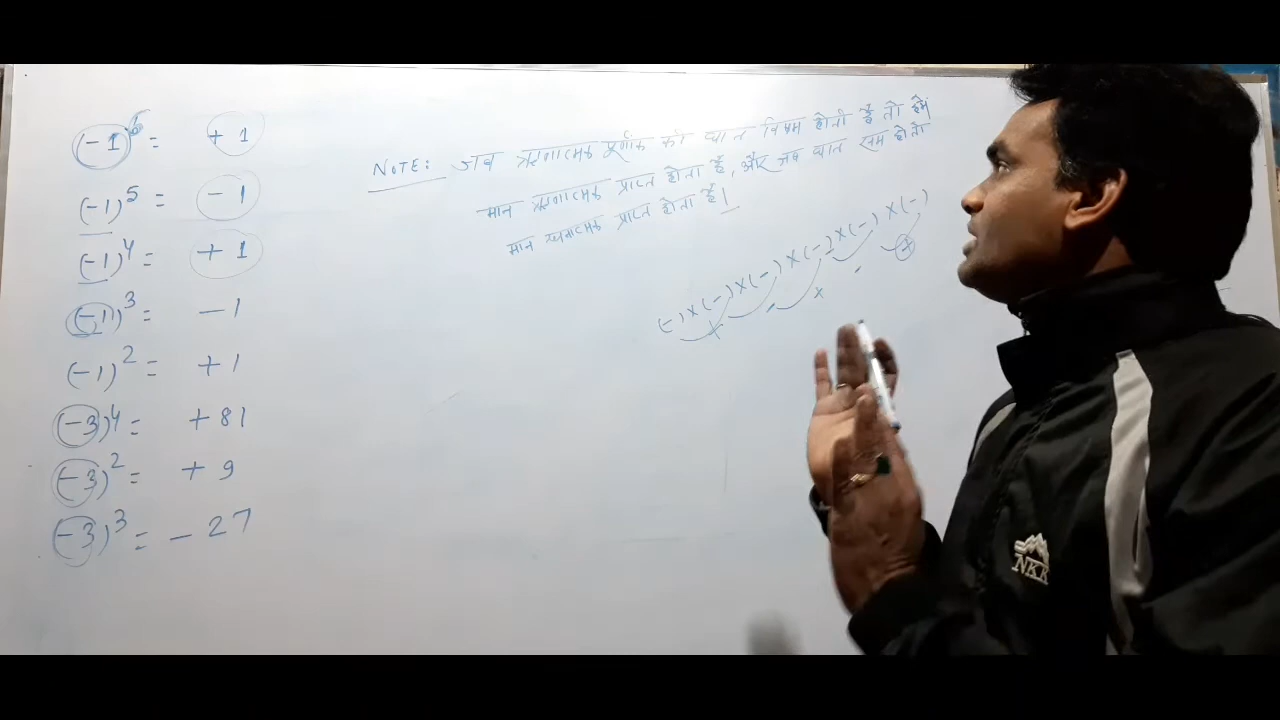 (-1)⁶ = +1
(-1)⁵ = -1
(-1)⁴ = +1
(-1)³ = -1
(-1)² = +1
(-3)⁴ = +81
(-3)² = +9
(-3)³ = -27
NOTE: जब ऋणात्मक पूर्णांक की घात विषम होती है तो हमें
मान ऋणात्मक प्राप्त होता है, और जब घात सम होता
मान धनात्मक प्राप्त होता है।
(-)×(-)×(-)×(-)×(-)×(-)
+ - + - +
NKK